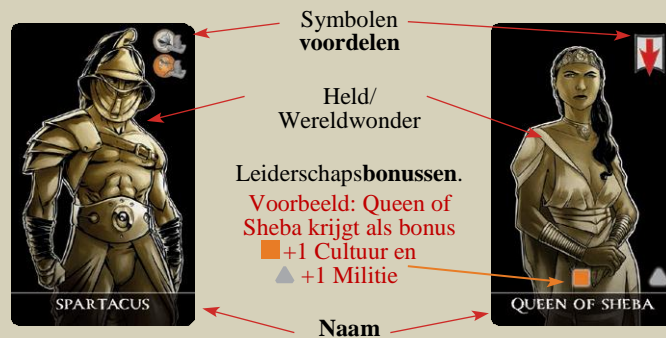 Symbolen
voordelen
Held/
Wereldwonder
Leiderschapsbonussen.
Voorbeeld: Queen of
Sheba krijgt als bonus
+1 Cultuur en
+1 Militie
SPARTACUS
QUEEN OF SHEBA
Naam